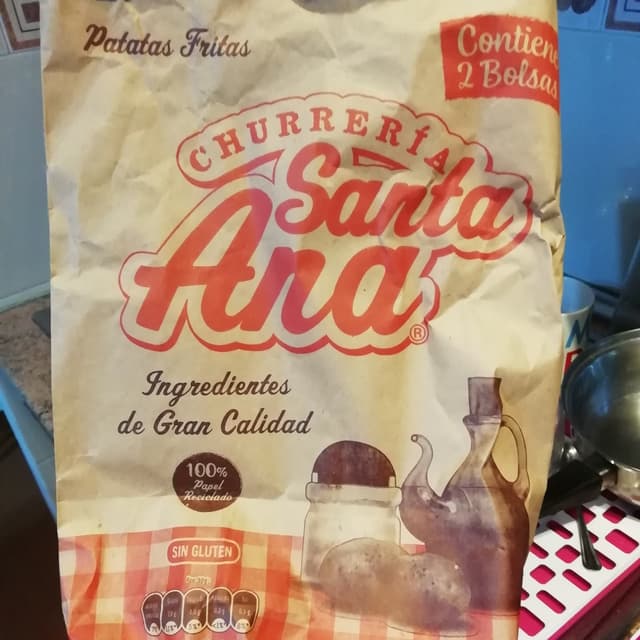 Patatas Fritas
Contiene
2 Bolsas
CHURRERÍA
Santa
Ana
®
Ingredientes
de Gran Calidad
100%
Papel
Reciclado
SIN GLUTEN